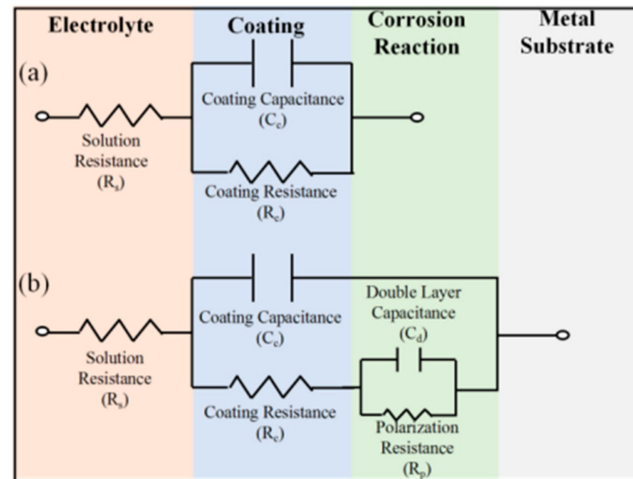 Electrolyte
Coating
Corrosion
Reaction
Metal
Substrate
(a)
Coating Capacitance
(Cc)
Solution
Resistance
(Rs)
Coating Resistance
(Rc)
(b)
Double Layer
Capacitance
(Cd)
Coating Capacitance
(Cc)
Solution
Resistance
(Rs)
Coating Resistance
(Rc)
Polarization
Resistance
(Rp)